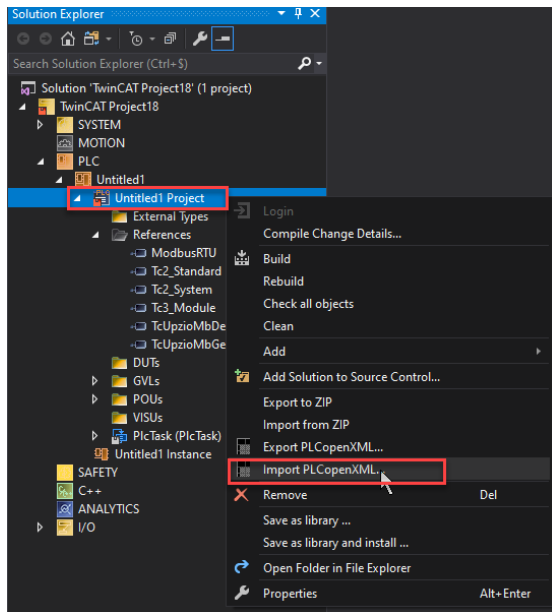 Solution Explorer
Search Solution Explorer (Ctrl+$)
Solution 'TwinCAT Project18' (1 project)
TwinCAT Project18
SYSTEM
MOTION
PLC
Untitled1
Untitled1 Project
External Types
References
ModbusRTU
Tc2_Standard
Tc2_System
Tc3_Module
TcUpzioMbDe
TcUpzioMbGe
DUTs
GVLs
POUs
VISUs
PlcTask (PlcTask)
Untitled1 Instance
SAFETY
C++
ANALYTICS
I/O
Login
Compile Change Details...
Build
Rebuild
Check all objects
Clean
Add
Add Solution to Source Control...
Export to ZIP
Import from ZIP
Export PLCopenXML...
Import PLCopenXML...
Remove Del
Save as library ...
Save as library and install ...
Open Folder in File Explorer
Properties Alt+Enter